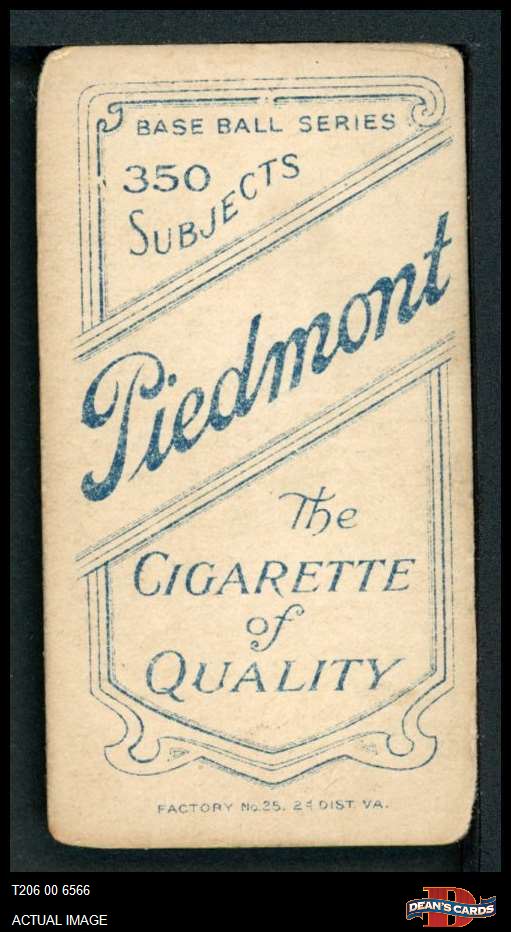 BASE BALL SERIES
350
SUBJECTS
Piedmont
The
CIGARETTE
of
QUALITY
FACTORY No. 25. 2d DIST. VA.
T206 00 6566
ACTUAL IMAGE
D
DEAN'S CARDS